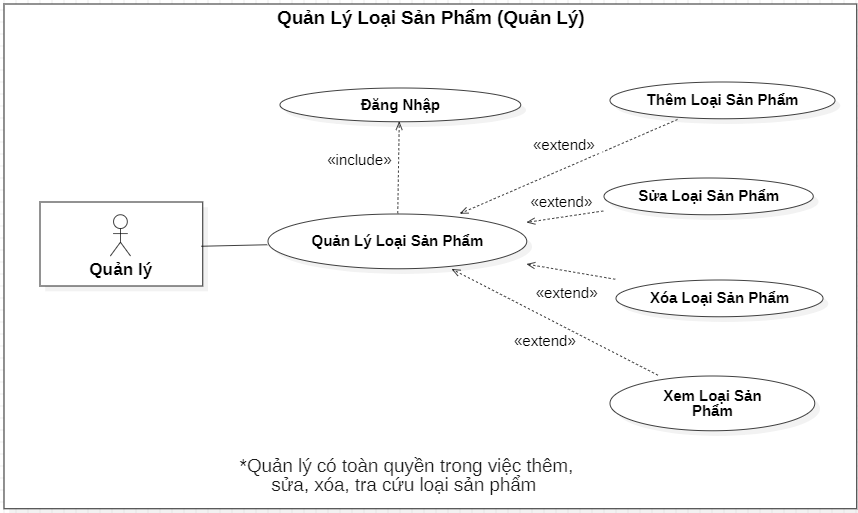 Quản Lý Loại Sản Phẩm (Quản Lý)
Đăng Nhập
Thêm Loại Sản Phẩm
«extend»
«include»
Sửa Loại Sản Phẩm
«extend»
Quản lý
Quản Lý Loại Sản Phẩm
Xóa Loại Sản Phẩm
«extend»
«extend»
Xem Loại Sản
Phẩm
*Quản lý có toàn quyền trong việc thêm,
sửa, xóa, tra cứu loại sản phẩm